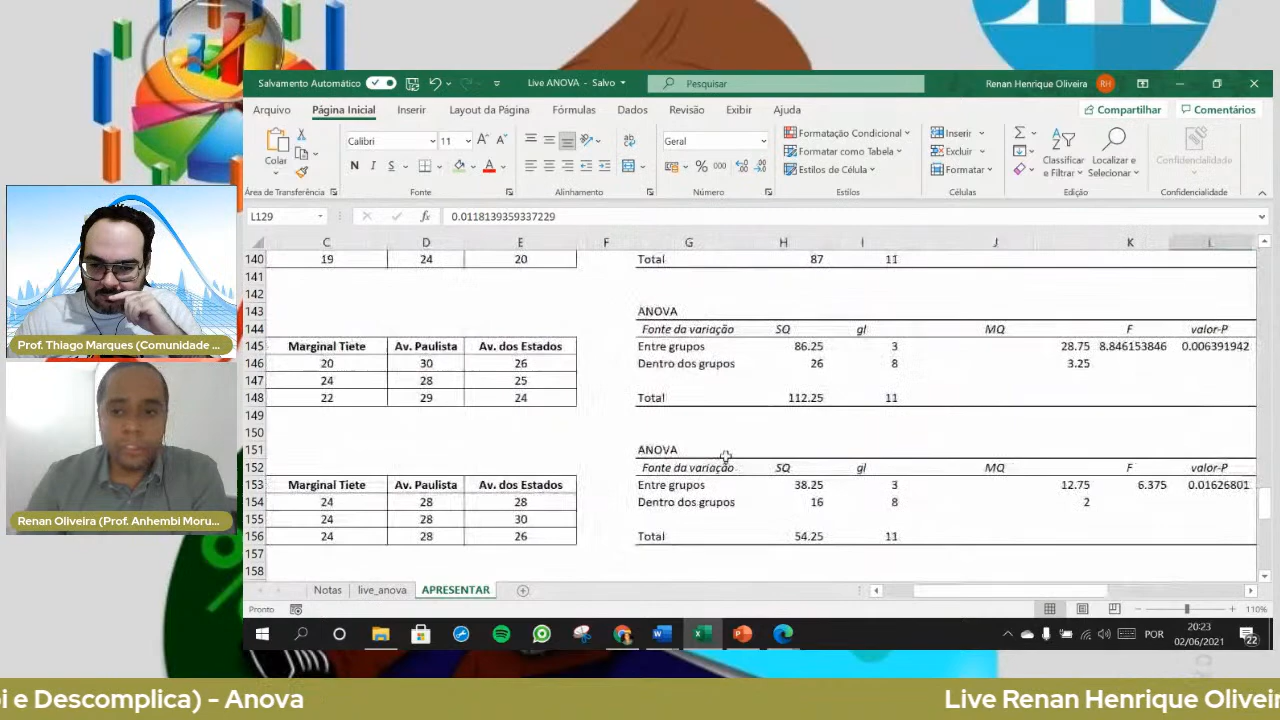 Salvamento Automático Live ANOVA - Salvo Pesquisar Renan Henrique Oliveira RH
Arquivo Página Inicial Inserir Layout da Página Fórmulas Dados Revisão Exibir Ajuda Compartilhar Comentários
Colar Calibri 11 Geral Formatação Condicional Inserir
N I S % 000 Formatar como Tabela Excluir Classificar e Filtrar Localizar e Selecionar Confidencialidade
Estilos de Célula Formatar
Área de Transferência Fonte Alinhamento Número Estilos Células Edição Confidencialidade
L129 fx 0.0118139359337229
C D E F G H I J K L
140 19 24 20 Total 87 11
141
142
143 ANOVA
144 Fonte da variação SQ gl MQ F valor-P
145 Marginal Tiete Av. Paulista Av. dos Estados Entre grupos 86.25 3 28.75 8.846153846 0.006391942
146 20 30 26 Dentro dos grupos 26 8 3.25
147 24 28 25
148 22 29 24 Total 112.25 11
149
150
151 ANOVA
152 Fonte da variação SQ gl MQ F valor-P
153 Marginal Tiete Av. Paulista Av. dos Estados Entre grupos 38.25 3 12.75 6.375 0.01626801
154 24 28 28 Dentro dos grupos 16 8 2
155 24 28 30
156 24 28 26 Total 54.25 11
157
158
Notas live_anova APRESENTAR
Pronto 110%
POR 20:23
02/06/2021 22
Prof. Thiago Marques (Comunidade ...
Renan Oliveira (Prof. Anhembi Moru...
i e Descomplica) - Anova Live Renan Henrique Oliveir